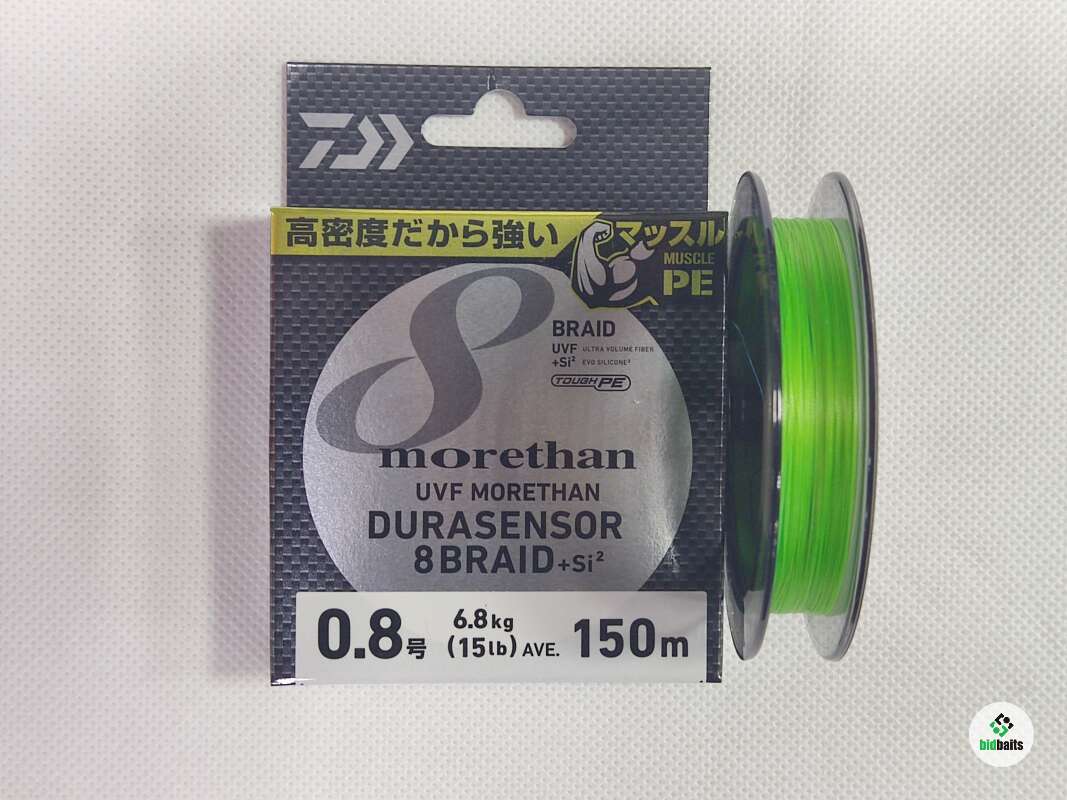 高密度だから強い
マッスル
MUSCLE
PE
8
BRAID
UVF ULTRA VOLUME FIBER
+Si² EVO SILICONE²
TOUGH PE
morethan
UVF MORETHAN
DURASENSOR
8BRAID+Si²
0.8号 6.8kg (15lb) AVE. 150m
bidbaits